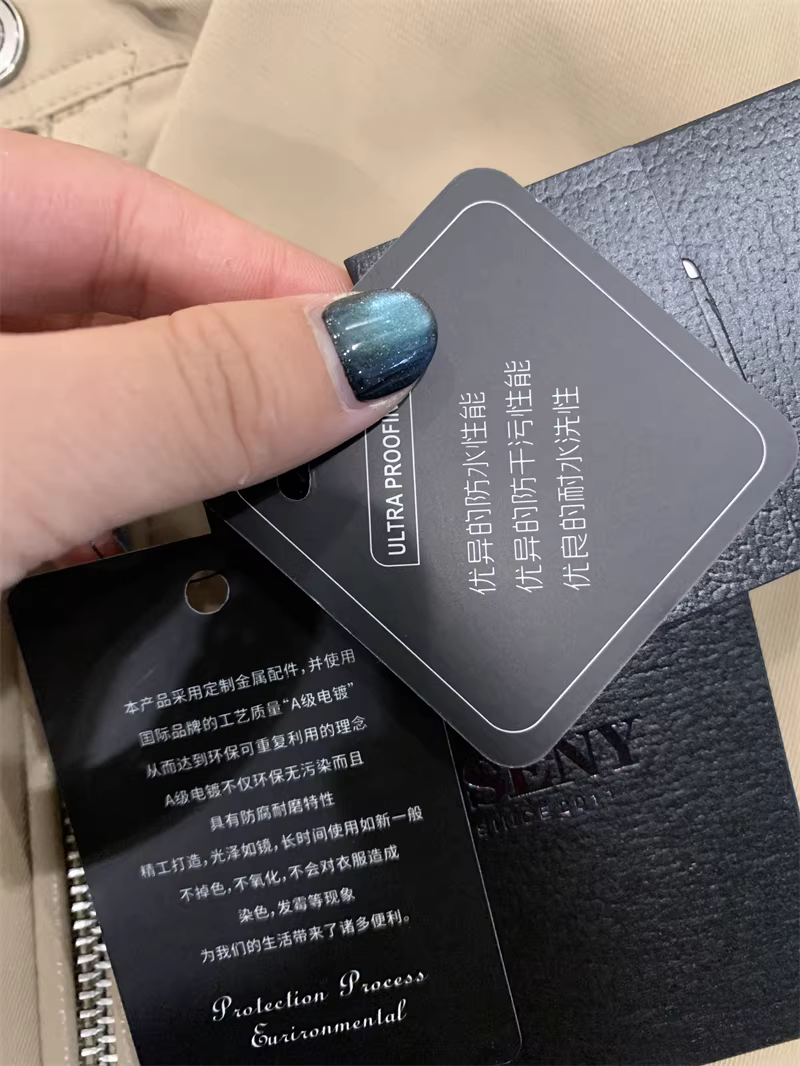 ULTRA PROOFI
优异的防水性能
优异的防干污性能
优良的耐水洗性
本产品采用定制金属配件,并使用
国际品牌的工艺质量“A级电镀”
从而达到环保可重复利用的理念
A级电镀不仅环保无污染而且
具有防腐耐磨特性
精工打造,光泽如镜,长时间使用如新一般
不掉色,不氧化,不会对衣服造成
染色,发霉等现象
为我们的生活带来了诸多便利。
Protection Process
Eurironmental
SENY
SINCE 2011